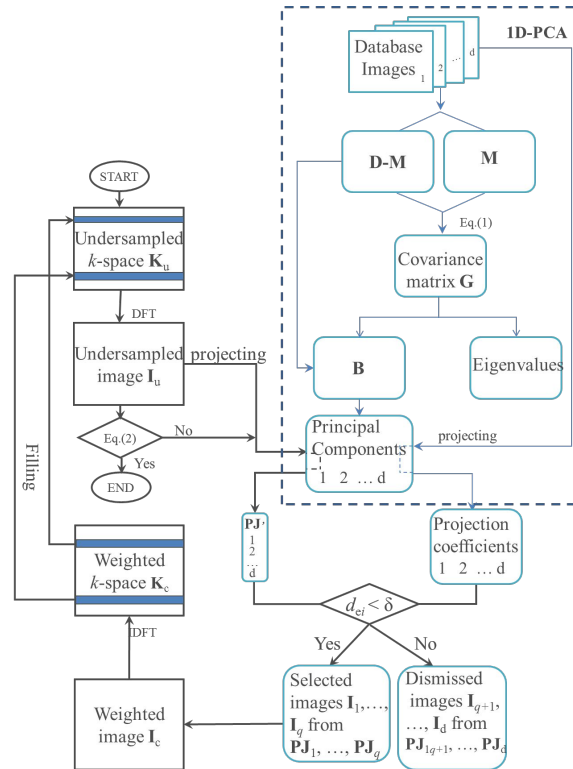 1D-PCA
Database
Images
1
2
...
d
D-M
M
Eq.(1)
Covariance
matrix G
B
Eigenvalues
Principal
Components
1 2 ... d
projecting
START
Undersampled
k-space Ku
DFT
Undersampled
image Iu
projecting
Eq.(2)
No
Yes
END
Filling
PJ'
1
2
...
d
Projection
coefficients
1 2 ... d
dei < δ
Yes
No
Weighted
k-space Kc
IDFT
Weighted
image Ic
Selected
images I1,...,
Iq from
PJ1, ..., PJq
Dismissed
images Iq+1,
..., Id from
PJ1q+1, ..., PJd